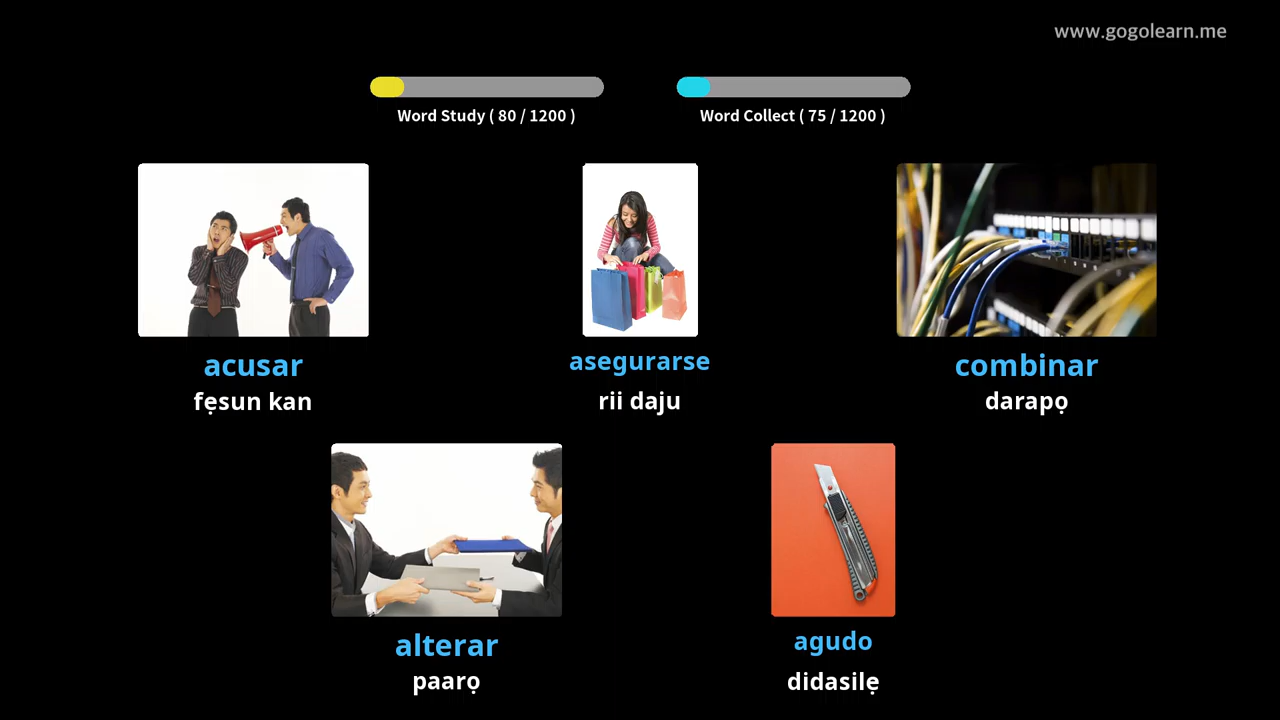 www.gogolearn.me
Word Study ( 80 / 1200 )
Word Collect ( 75 / 1200 )
acusar
fẹsun kan
asegurarse
rii daju
combinar
darapọ
alterar
paarọ
agudo
didasilẹ